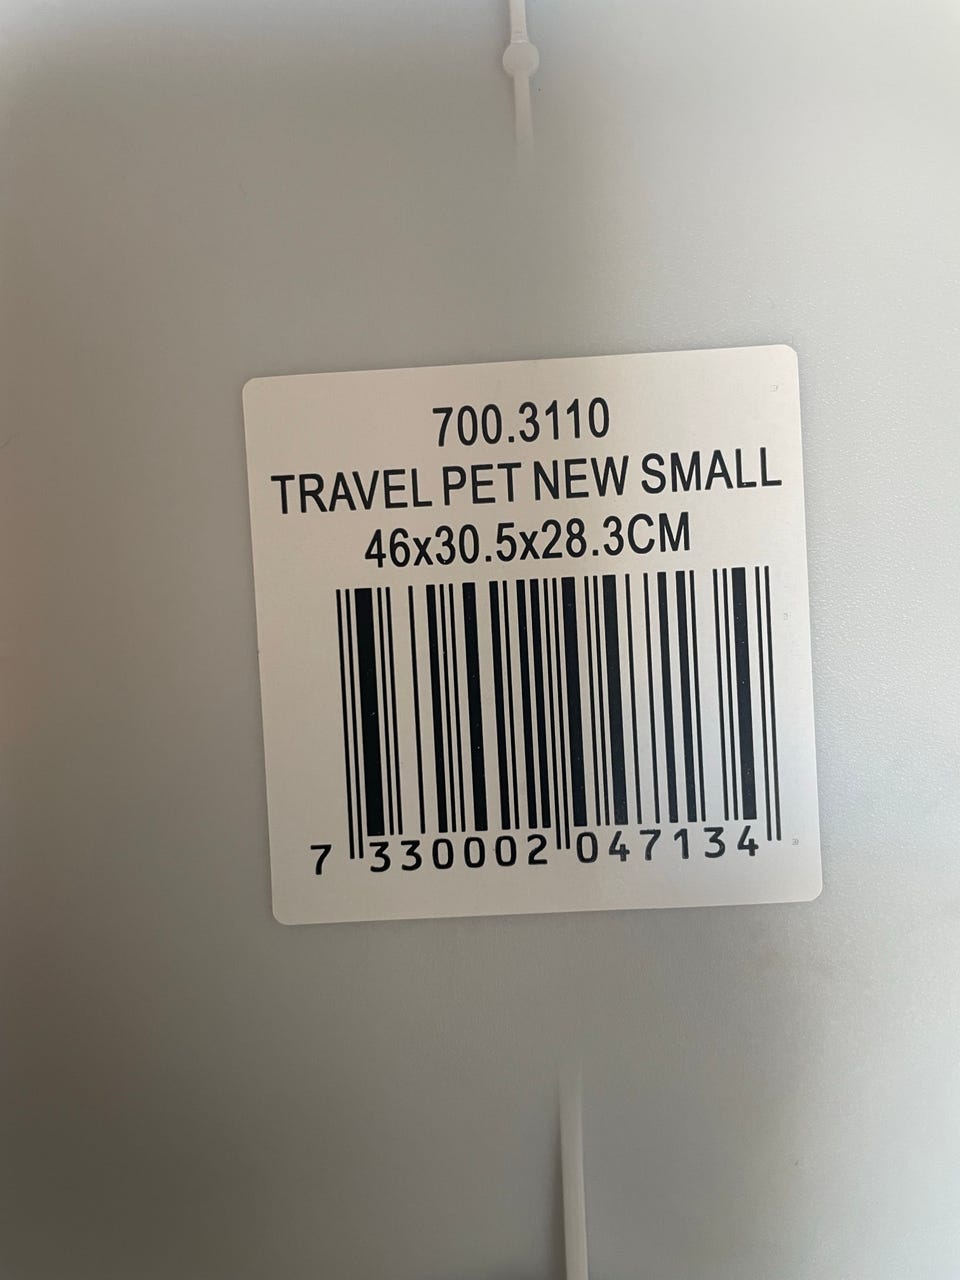 700.3110
TRAVEL PET NEW SMALL
46x30.5x28.3CM
7 330002 047134